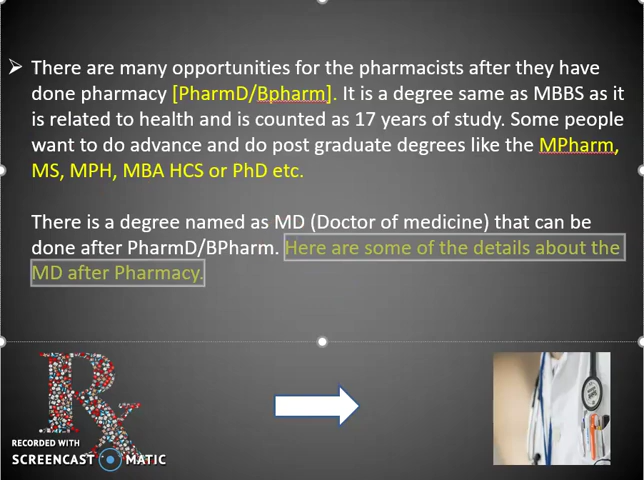 There are many opportunities for the pharmacists after they have
done pharmacy [PharmD/Bpharm]. It is a degree same as MBBS as it
is related to health and is counted as 17 years of study. Some people
want to do advance and do post graduate degrees like the MPharm,
MS, MPH, MBA HCS or PhD etc.
There is a degree named as MD (Doctor of medicine) that can be
done after PharmD/BPharm. Here are some of the details about the
MD after Pharmacy.
Rx
RECORDED WITH
SCREENCAST MATIC